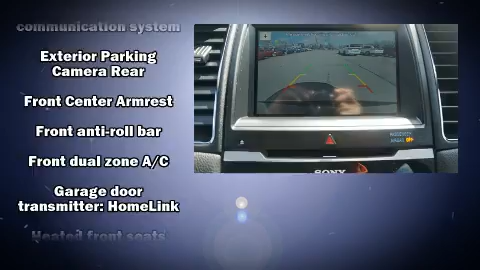 communication system
Exterior Parking
Camera Rear
Front Center Armrest
Front anti-roll bar
Front dual zone A/C
Garage door
transmitter: HomeLink
Heated front seats
SONY